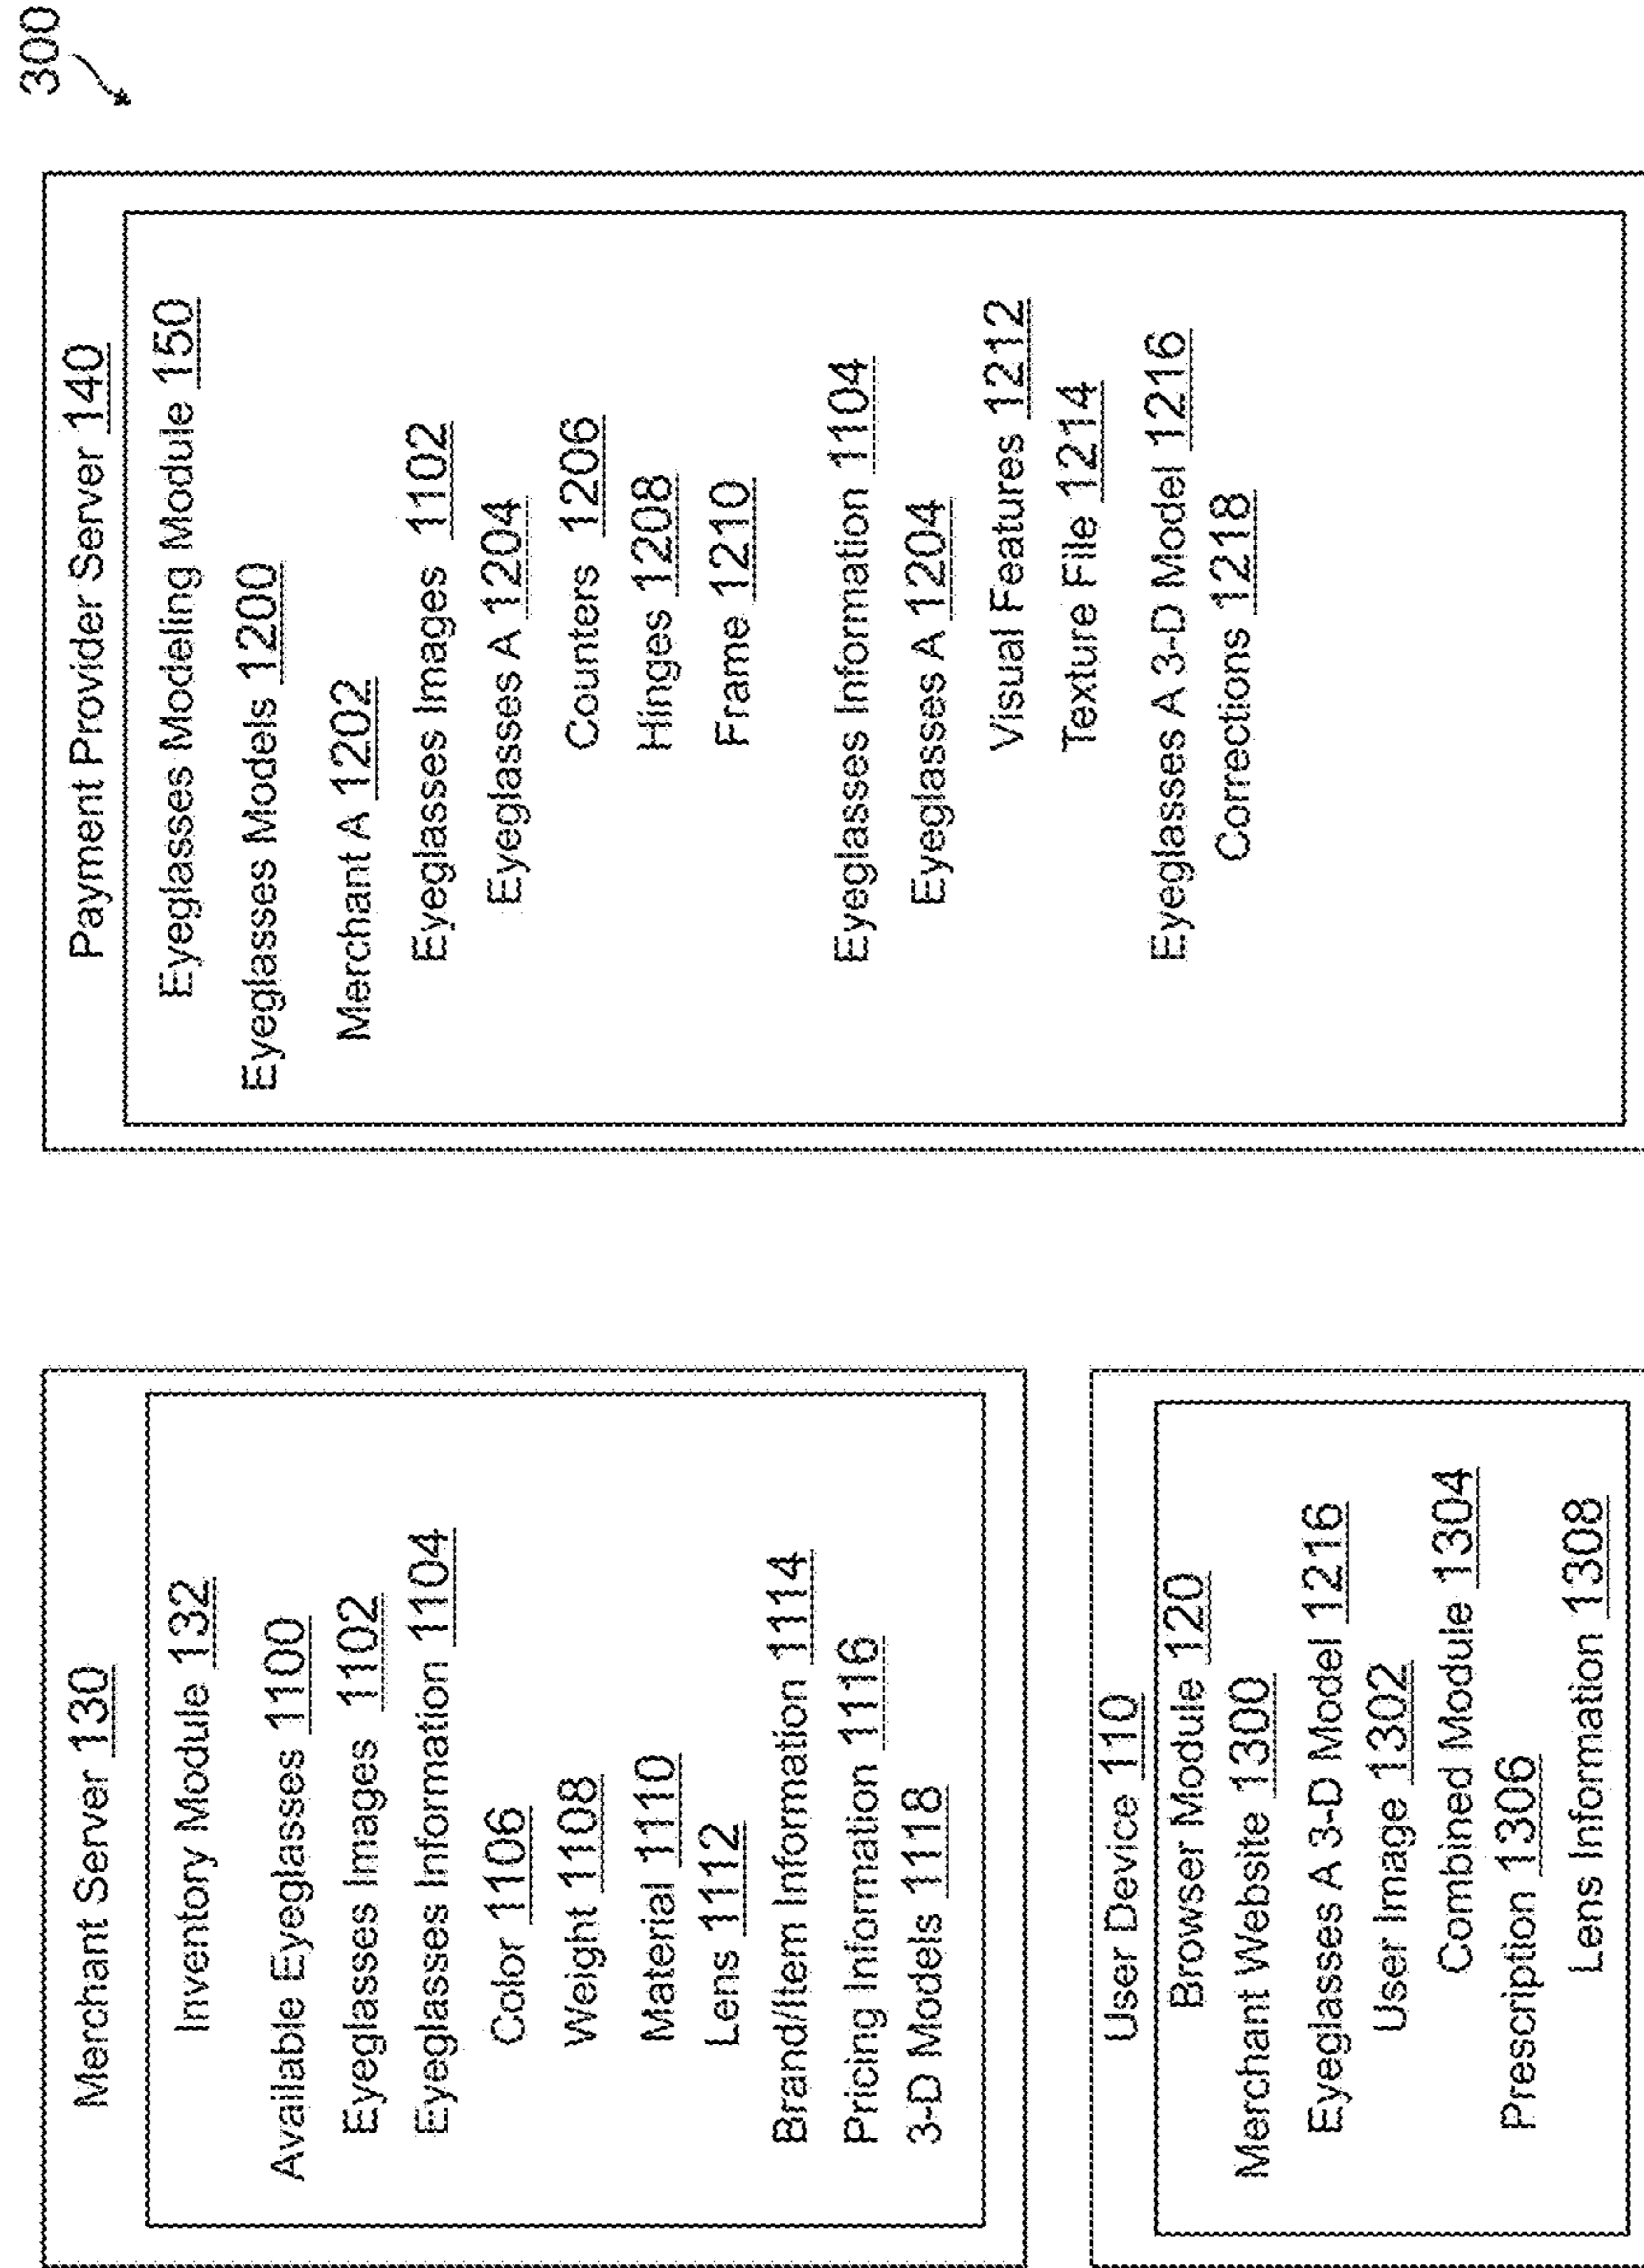 300
Merchant Server 130
Inventory Module 132
Available Eyeglasses 1100
Eyeglasses Images 1102
Eyeglasses Information 1104
Color 1106
Weight 1108
Material 1110
Lens 1112
Brand/Item Information 1114
Pricing Information 1116
3-D Models 1118
User Device 110
Browser Module 120
Merchant Website 1300
Eyeglasses A 3-D Model 1216
User Image 1302
Combined Module 1304
Prescription 1306
Lens Information 1308
Payment Provider Server 140
Eyeglasses Modeling Module 150
Eyeglasses Models 1200
Merchant A 1202
Eyeglasses Images 1102
Eyeglasses A 1204
Counters 1206
Hinges 1208
Frame 1210
Eyeglasses Information 1104
Eyeglasses A 1204
Visual Features 1212
Texture File 1214
Eyeglasses A 3-D Model 1216
Corrections 1218